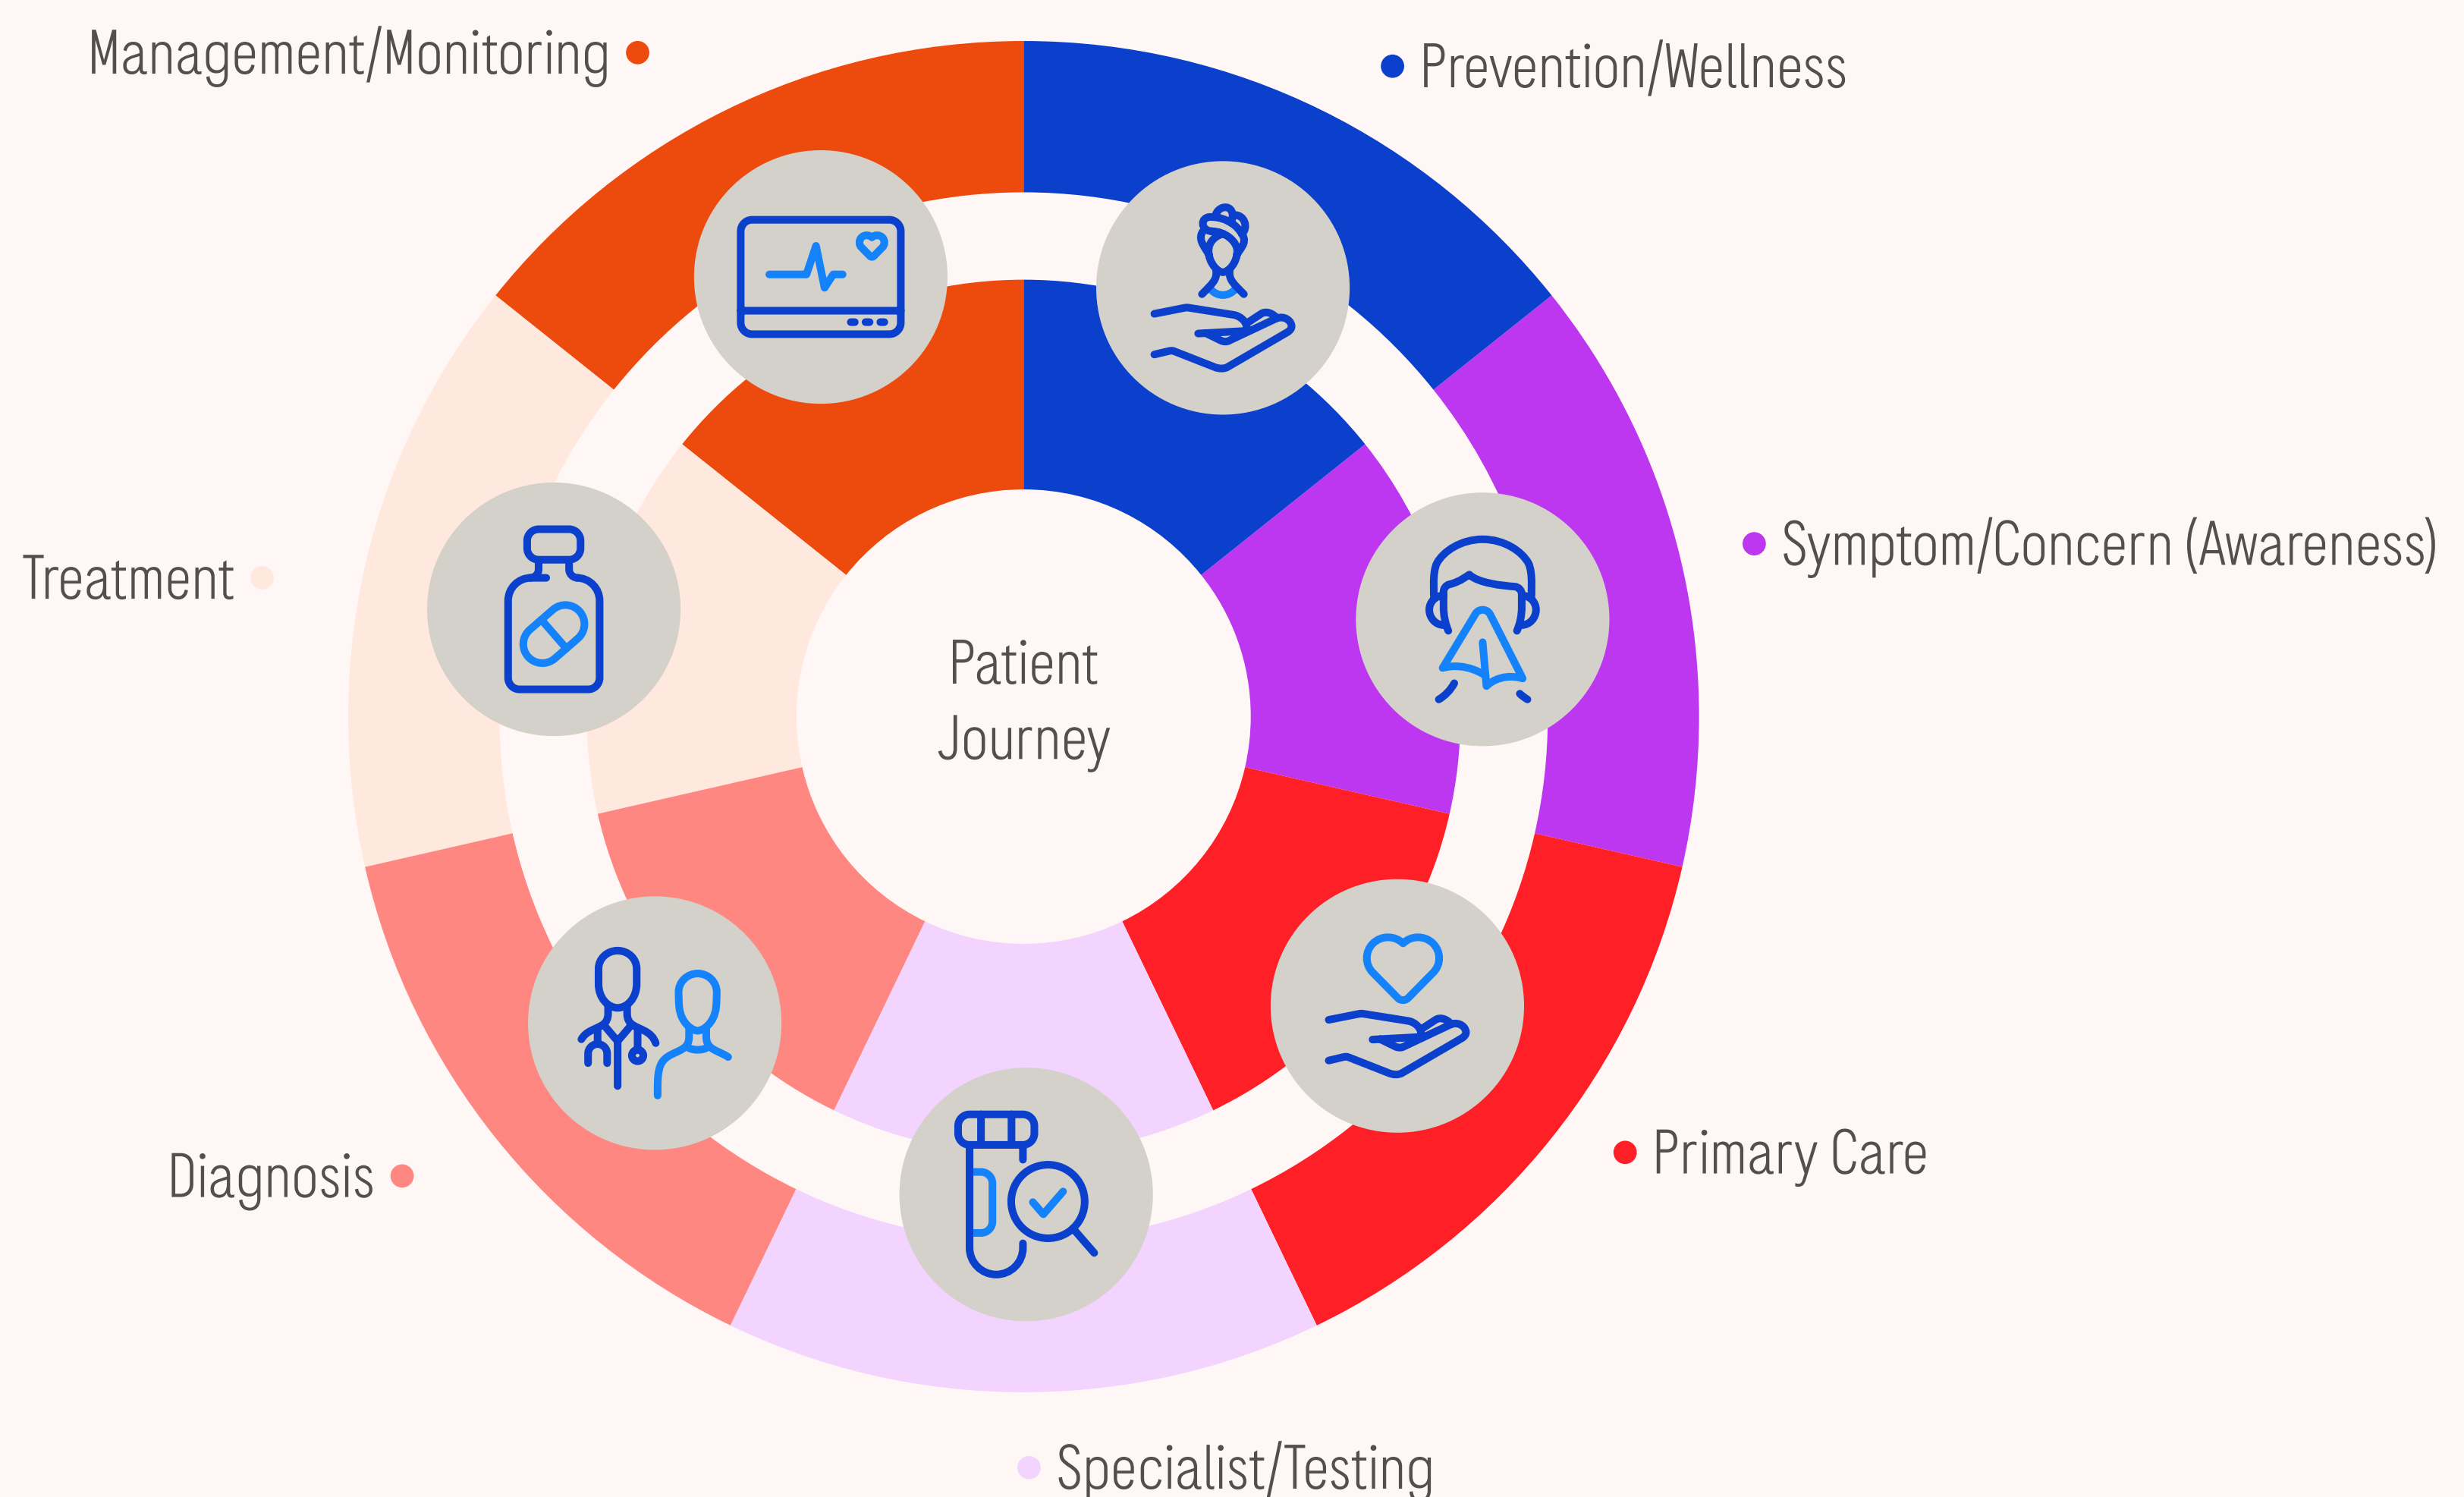 Management/Monitoring
Prevention/Wellness
Symptom/Concern (Awareness)
Treatment
Patient
Journey
Primary Care
Diagnosis
Specialist/Testing